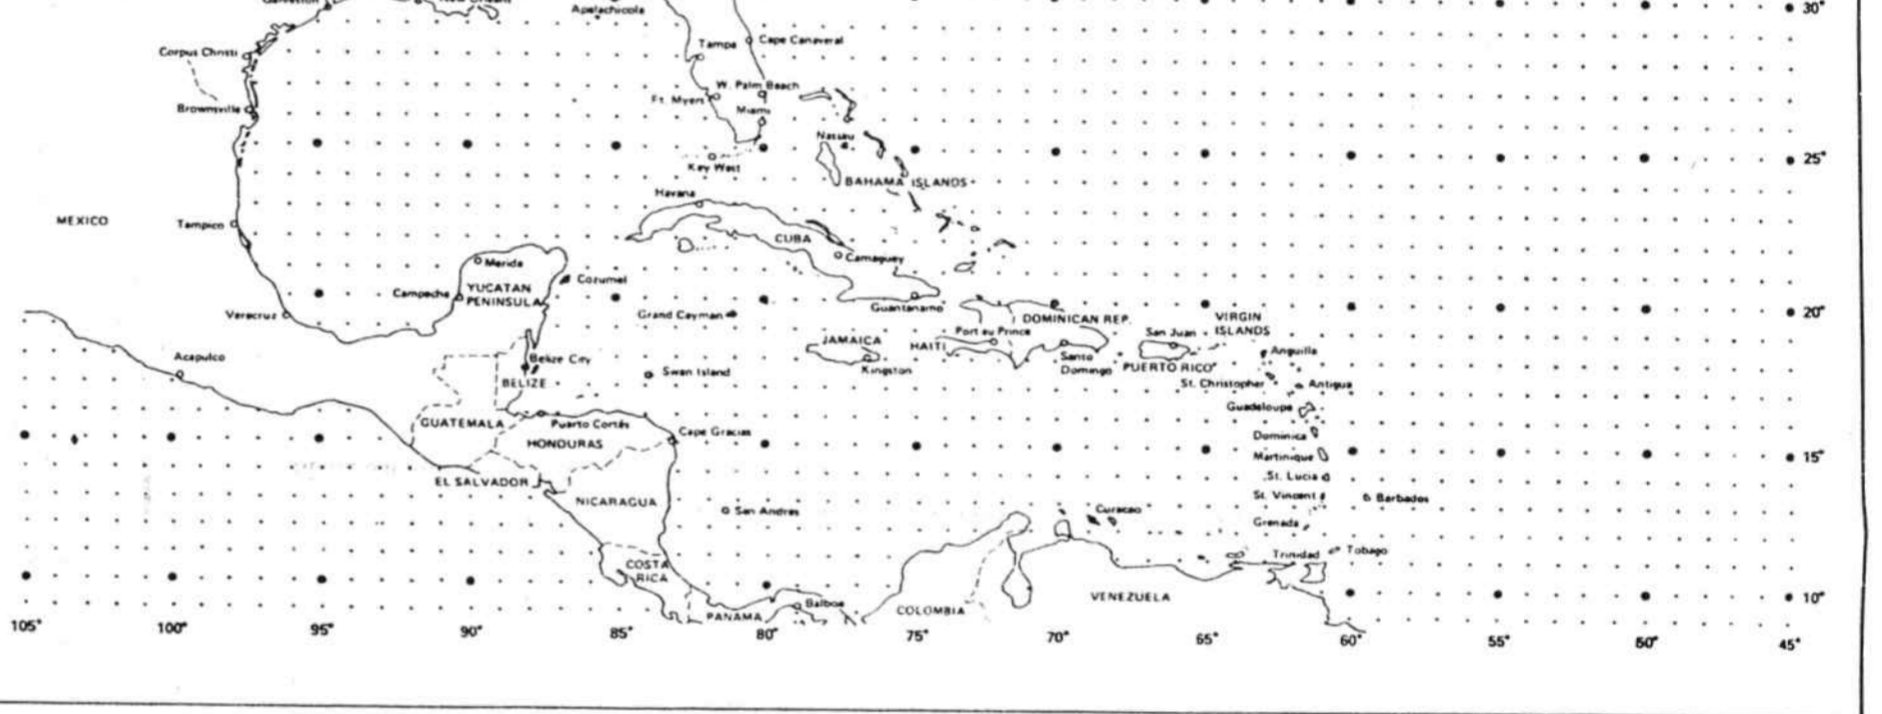 Galveston
New Orleans
Apalachicola
30°
Corpus Christi
Tampa
Cape Canaveral
W. Palm Beach
Ft. Myers
Brownsville
Miami
Nassau
25°
Key West
BAHAMA ISLANDS
Havana
MEXICO
Tampico
CUBA
Camaguey
Merida
Cozumel
Campeche
YUCATAN
PENINSULA
Guantanamo
Veracruz
Grand Cayman
20°
DOMINICAN REP.
VIRGIN
ISLANDS
Port au Prince
San Juan
JAMAICA
HAITI
Acapulco
Belize City
Santo
Domingo
Anguilla
Kingston
PUERTO RICO
Swan Island
BELIZE
St. Christopher
Antigua
Guadeloupe
GUATEMALA
Puerto Cortés
Cape Gracias
Dominica
HONDURAS
Martinique
15°
St. Lucia
EL SALVADOR
St. Vincent
Barbados
NICARAGUA
San Andres
Curacao
Grenada
Trinidad
Tobago
COSTA
RICA
VENEZUELA
10°
Balboa
COLOMBIA
PANAMA
105°
100°
95°
90°
85°
80°
75°
70°
65°
60°
55°
50°
45°